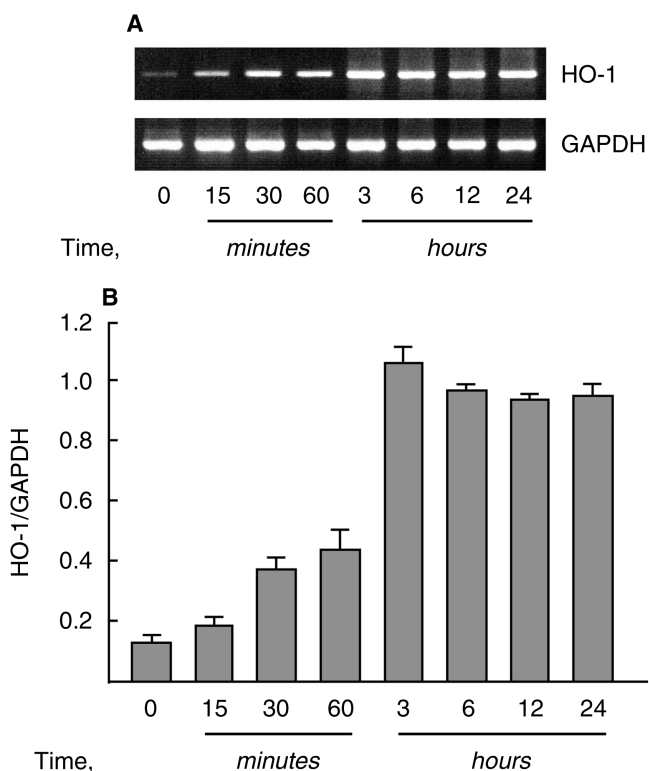 A
HO-1
GAPDH
0 15 30 60 3 6 12 24
Time, minutes hours
B
1.2
1.0
0.8
0.6
0.4
0.2
HO-1/GAPDH
0 15 30 60 3 6 12 24
Time, minutes hours